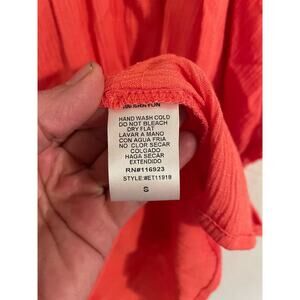 HAND WASH COLD
DO NOT BLEACH
DRY FLAT
LAVAR A MANO
CON AGUA FRIA
NO CLOR SECAR
COLGADO
HAGA SECAR
EXTENDIDO
RN#116923
STYLE:#ET11918
S